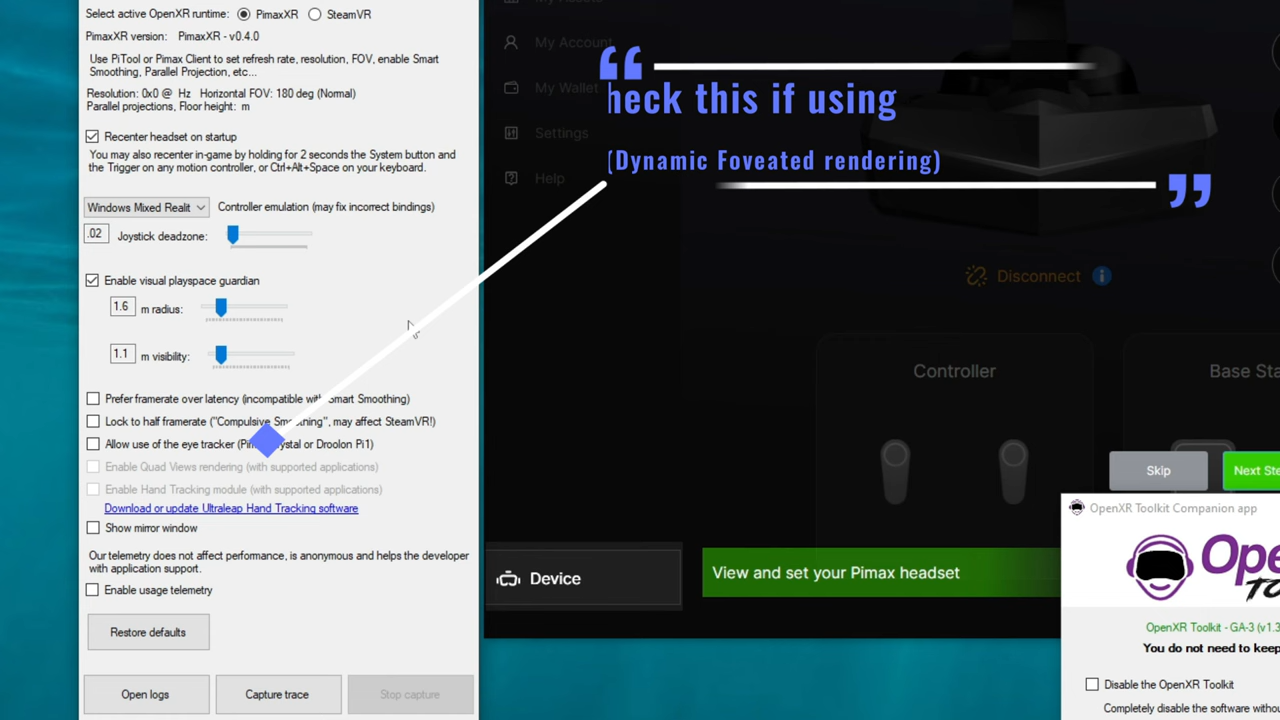 Select active OpenXR runtime: PimaxXR SteamVR
PimaxXR version: PimaxXR - v0.4.0
Use PiTool or Pimax Client to set refresh rate, resolution, FOV, enable Smart
Smoothing, Parallel Projection, etc...
Resolution: 0x0 @ Hz Horizontal FOV: 180 deg (Normal)
Parallel projections, Floor height: m
Recenter headset on startup
You may also recenter in-game by holding for 2 seconds the System button and
the Trigger on any motion controller, or Ctrl+Alt+Space on your keyboard.
Windows Mixed Realit Controller emulation (may fix incorrect bindings)
.02 Joystick deadzone:
Enable visual playspace guardian
1.6 m radius:
1.1 m visibility:
Prefer framerate over latency (incompatible with Smart Smoothing)
Lock to half framerate ("Compulsive Smoothing", may affect SteamVR!)
Allow use of the eye tracker (Pimax Crystal or Droolon Pi1)
Enable Quad Views rendering (with supported applications)
Enable Hand Tracking module (with supported applications)
Download or update Ultraleap Hand Tracking software
Show mirror window
Our telemetry does not affect performance, is anonymous and helps the developer
with application support.
Enable usage telemetry
Restore defaults
Open logs Capture trace Stop capture
My Assets
My Account
My Wallet
Settings
Help
“
heck this if using
(Dynamic Foveated rendering)
”
Disconnect
Controller
Base Sta
Skip Next Ste
Device
View and set your Pimax headset
OpenXR Toolkit Companion app
Ope
TO
OpenXR Toolkit - GA-3 (v1.3
You do not need to keep
Disable the OpenXR Toolkit
Completely disable the software withou